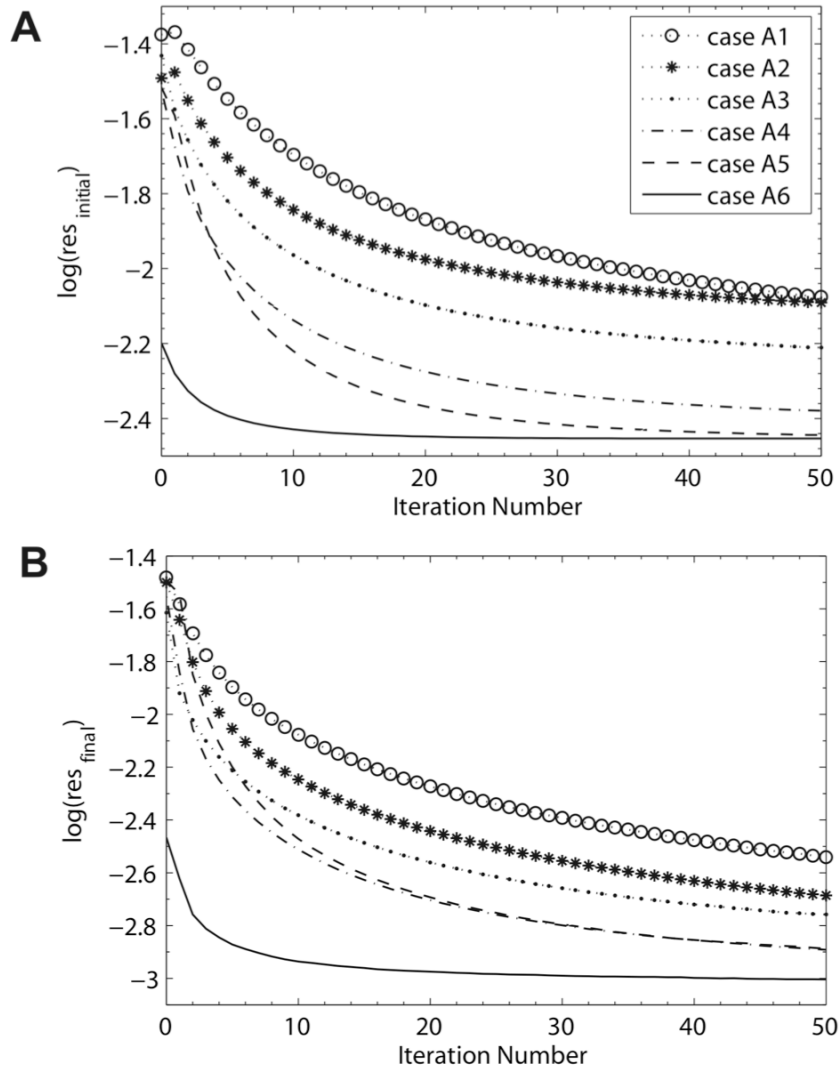 A
−1.4
−1.6
−1.8
−2
−2.2
−2.4
log(res initial)
0 10 20 30 40 50
Iteration Number
case A1
case A2
case A3
case A4
case A5
case A6
B
−1.4
−1.6
−1.8
−2
−2.2
−2.4
−2.6
−2.8
−3
log(res final)
0 10 20 30 40 50
Iteration Number